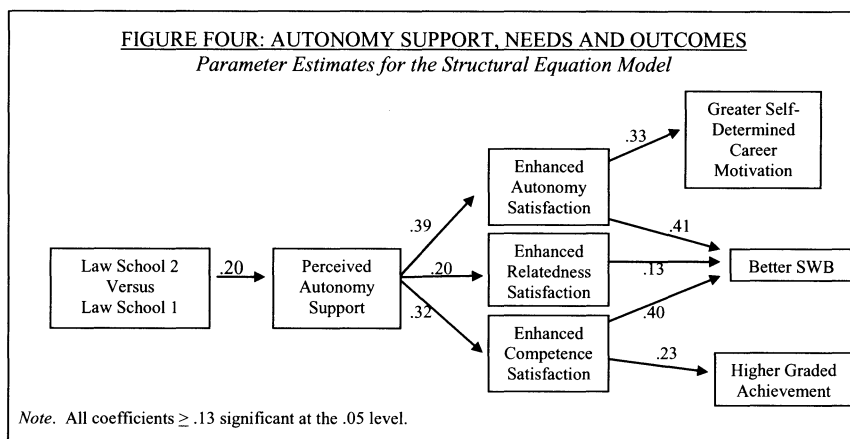 FIGURE FOUR: AUTONOMY SUPPORT, NEEDS AND OUTCOMES
Parameter Estimates for the Structural Equation Model
Law School 2
Versus
Law School 1
.20
Perceived
Autonomy
Support
.39
.20
.32
Enhanced
Autonomy
Satisfaction
Enhanced
Relatedness
Satisfaction
Enhanced
Competence
Satisfaction
.33
.41
.13
.40
.23
Greater Self-
Determined
Career
Motivation
Better SWB
Higher Graded
Achievement
Note. All coefficients ≥ .13 significant at the .05 level.